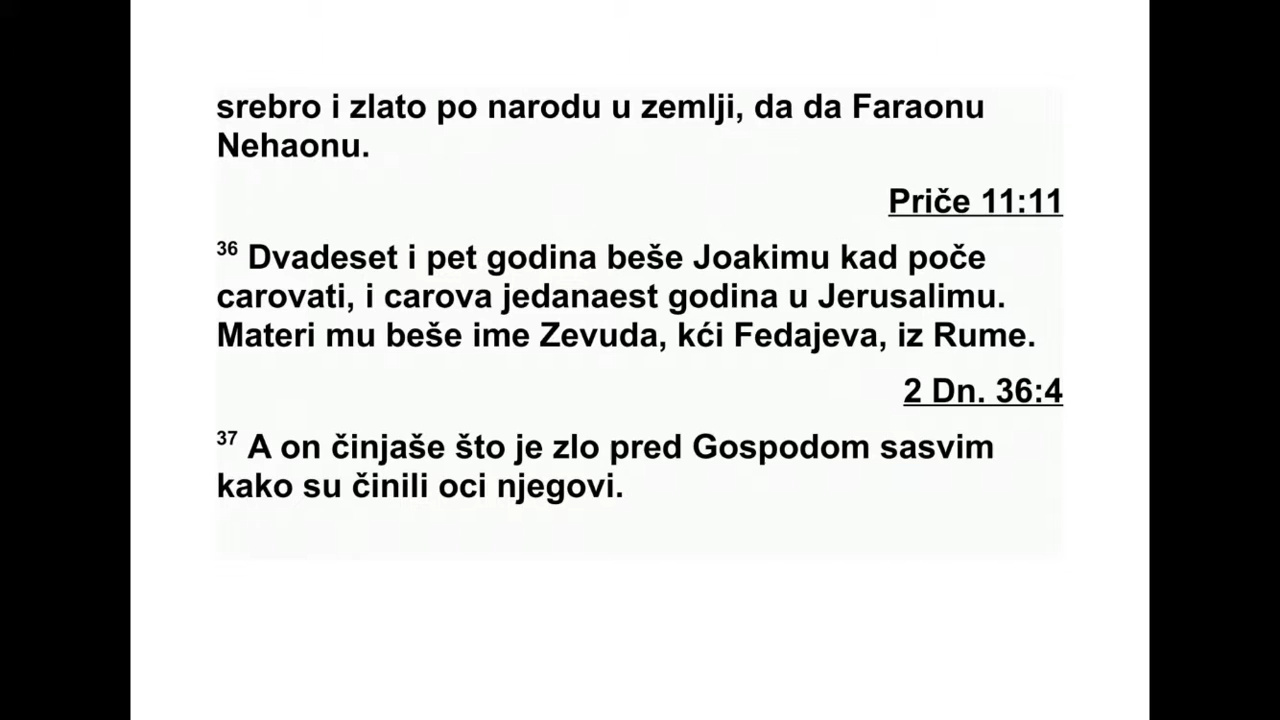 srebro i zlato po narodu u zemlji, da da Faraonu
Nehaonu.
Priče 11:11
36 Dvadeset i pet godina beše Joakimu kad poče
carovati, i carova jedanaest godina u Jerusalimu.
Materi mu beše ime Zevuda, kći Fedajeva, iz Rume.
2 Dn. 36:4
37 A on činjaše što je zlo pred Gospodom sasvim
kako su činili oci njegovi.